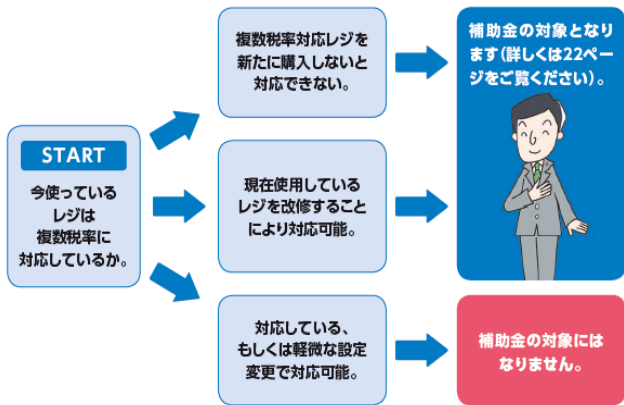 START
今使っている
レジは
複数税率に
対応しているか。
複数税率対応レジを
新たに購入しないと
対応できない。
補助金の対象となり
ます(詳しくは22ペー
ジをご覧ください)。
現在使用している
レジを改修すること
により対応可能。
対応している、
もしくは軽微な設定
変更で対応可能。
補助金の対象には
なりません。